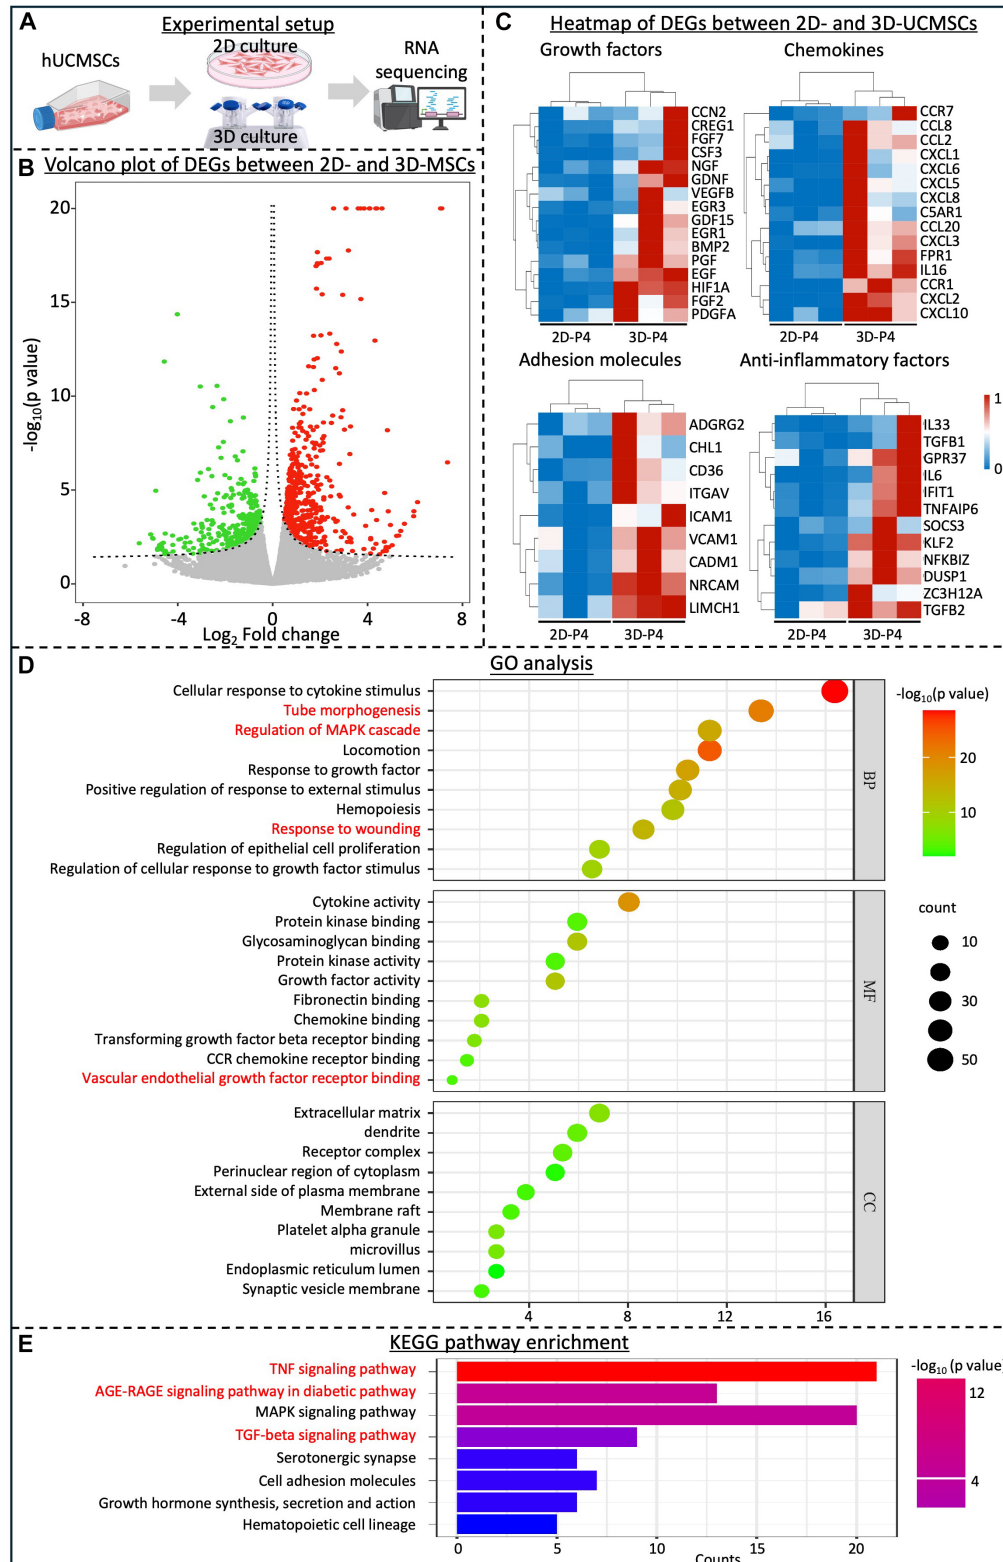 A
Experimental setup
hUCMSCs
2D culture
3D culture
RNA
sequencing
B
Volcano plot of DEGs between 2D- and 3D-MSCs
-log10(p value)
20
15
10
5
0
-8
-4
0
4
8
Log2 Fold change
C
Heatmap of DEGs between 2D- and 3D-UCMSCs
Growth factors
CCN2
CREG1
FGF7
CSF3
NGF
GDNF
VEGFB
EGR3
GDF15
EGR1
BMP2
PGF
EGF
HIF1A
FGF2
PDGFA
2D-P4
3D-P4
Chemokines
CCR7
CCL8
CCL2
CXCL1
CXCL6
CXCL5
CXCL8
C5AR1
CCL20
CXCL3
FPR1
IL16
CCR1
CXCL2
CXCL10
2D-P4
3D-P4
Adhesion molecules
ADGRG2
CHL1
CD36
ITGAV
ICAM1
VCAM1
CADM1
NRCAM
LIMCH1
2D-P4
3D-P4
Anti-inflammatory factors
IL33
TGFB1
GPR37
IL6
IFIT1
TNFAIP6
SOCS3
KLF2
NFKBIZ
DUSP1
ZC3H12A
TGFB2
2D-P4
3D-P4
1
0
D
GO analysis
Cellular response to cytokine stimulus
Tube morphogenesis
Regulation of MAPK cascade
Locomotion
Response to growth factor
Positive regulation of response to external stimulus
Hemopoiesis
Response to wounding
Regulation of epithelial cell proliferation
Regulation of cellular response to growth factor stimulus
BP
Cytokine activity
Protein kinase binding
Glycosaminoglycan binding
Protein kinase activity
Growth factor activity
Fibronectin binding
Chemokine binding
Transforming growth factor beta receptor binding
CCR chemokine receptor binding
Vascular endothelial growth factor receptor binding
MF
Extracellular matrix
dendrite
Receptor complex
Perinuclear region of cytoplasm
External side of plasma membrane
Membrane raft
Platelet alpha granule
microvillus
Endoplasmic reticulum lumen
Synaptic vesicle membrane
CC
4
8
12
16
-log10(p value)
20
10
count
10
30
50
E
KEGG pathway enrichment
TNF signaling pathway
AGE-RAGE signaling pathway in diabetic pathway
MAPK signaling pathway
TGF-beta signaling pathway
Serotonergic synapse
Cell adhesion molecules
Growth hormone synthesis, secretion and action
Hematopoietic cell lineage
0
5
10
15
20
Counts
-log10 (p value)
12
4